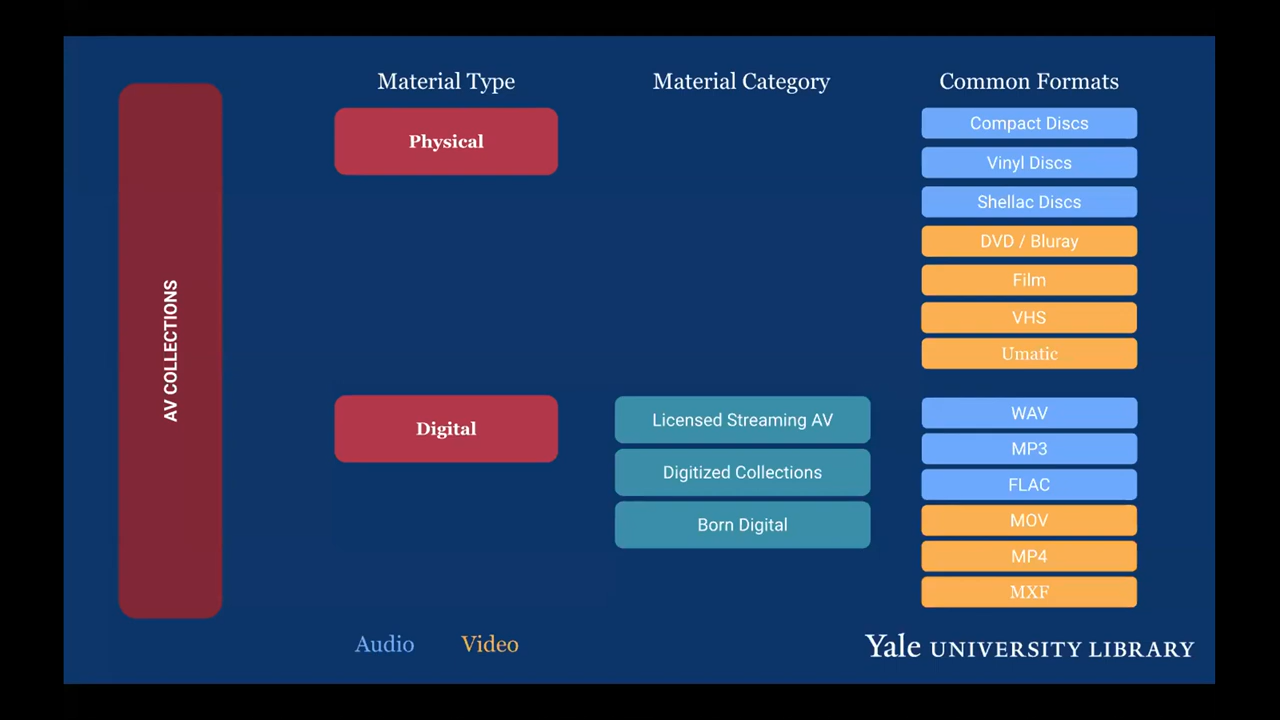 Material Type
Material Category
Common Formats
AV COLLECTIONS
Physical
Compact Discs
Vinyl Discs
Shellac Discs
DVD / Bluray
Film
VHS
Umatic
Digital
Licensed Streaming AV
Digitized Collections
Born Digital
WAV
MP3
FLAC
MOV
MP4
MXF
Audio
Video
Yale UNIVERSITY LIBRARY